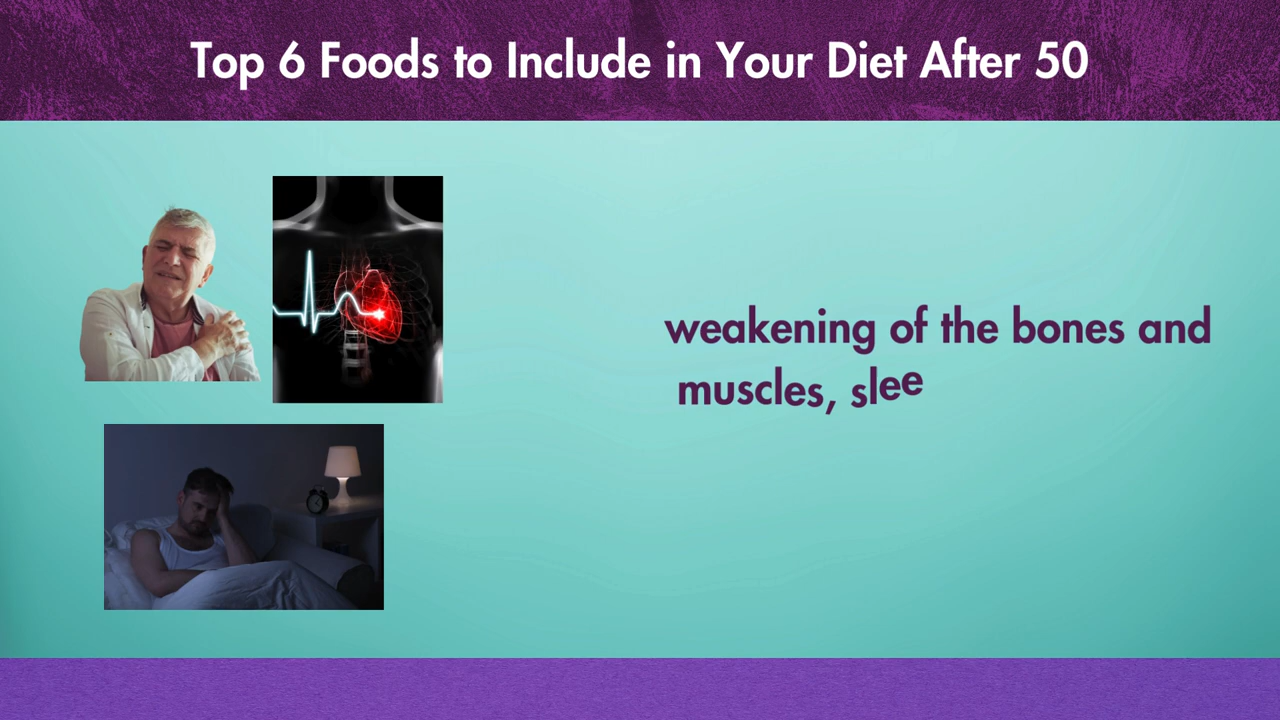 Top 6 Foods to Include in Your Diet After 50
weakening of the bones and
muscles, slee